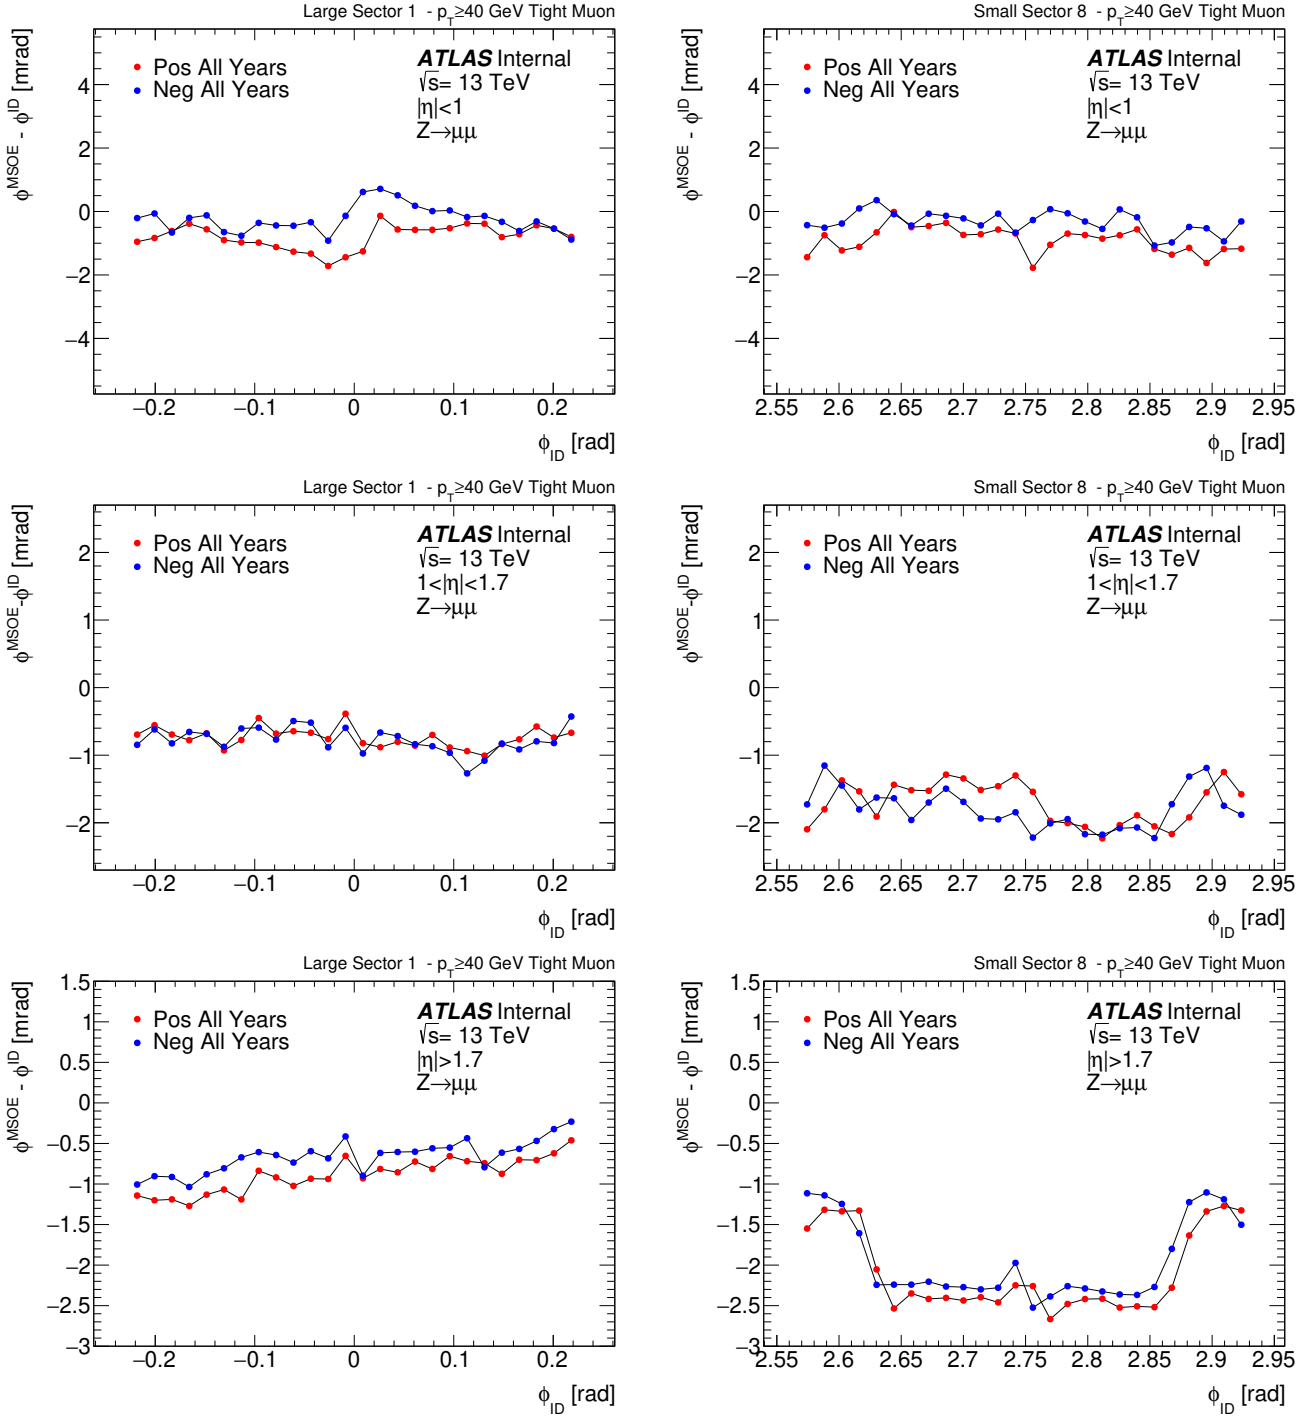 Large Sector 1 - p_T≥40 GeV Tight Muon
ϕ^MSOE - ϕ^ID [mrad]
Pos All Years
Neg All Years
ATLAS Internal
√s= 13 TeV
|η|<1
Z→μμ
4
2
0
−2
−4
−0.2 −0.1 0 0.1 0.2
ϕ_ID [rad]
Small Sector 8 - p_T≥40 GeV Tight Muon
ϕ^MSOE - ϕ^ID [mrad]
Pos All Years
Neg All Years
ATLAS Internal
√s= 13 TeV
|η|<1
Z→μμ
4
2
0
−2
−4
2.55 2.6 2.65 2.7 2.75 2.8 2.85 2.9 2.95
ϕ_ID [rad]
Large Sector 1 - p_T≥40 GeV Tight Muon
ϕ^MSOE-ϕ^ID [mrad]
Pos All Years
Neg All Years
ATLAS Internal
√s= 13 TeV
1<|η|<1.7
Z→μμ
2
1
0
−1
−2
−0.2 −0.1 0 0.1 0.2
ϕ_ID [rad]
Small Sector 8 - p_T≥40 GeV Tight Muon
ϕ^MSOE-ϕ^ID [mrad]
Pos All Years
Neg All Years
ATLAS Internal
√s= 13 TeV
1<|η|<1.7
Z→μμ
2
1
0
−1
−2
2.55 2.6 2.65 2.7 2.75 2.8 2.85 2.9 2.95
ϕ_ID [rad]
Large Sector 1 - p_T≥40 GeV Tight Muon
ϕ^MSOE - ϕ^ID [mrad]
Pos All Years
Neg All Years
ATLAS Internal
√s= 13 TeV
|η|>1.7
Z→μμ
1.5
1
0.5
0
−0.5
−1
−1.5
−2
−2.5
−3
−0.2 −0.1 0 0.1 0.2
ϕ_ID [rad]
Small Sector 8 - p_T≥40 GeV Tight Muon
ϕ^MSOE - ϕ^ID [mrad]
Pos All Years
Neg All Years
ATLAS Internal
√s= 13 TeV
|η|>1.7
Z→μμ
1.5
1
0.5
0
−0.5
−1
−1.5
−2
−2.5
−3
2.55 2.6 2.65 2.7 2.75 2.8 2.85 2.9 2.95
ϕ_ID [rad]